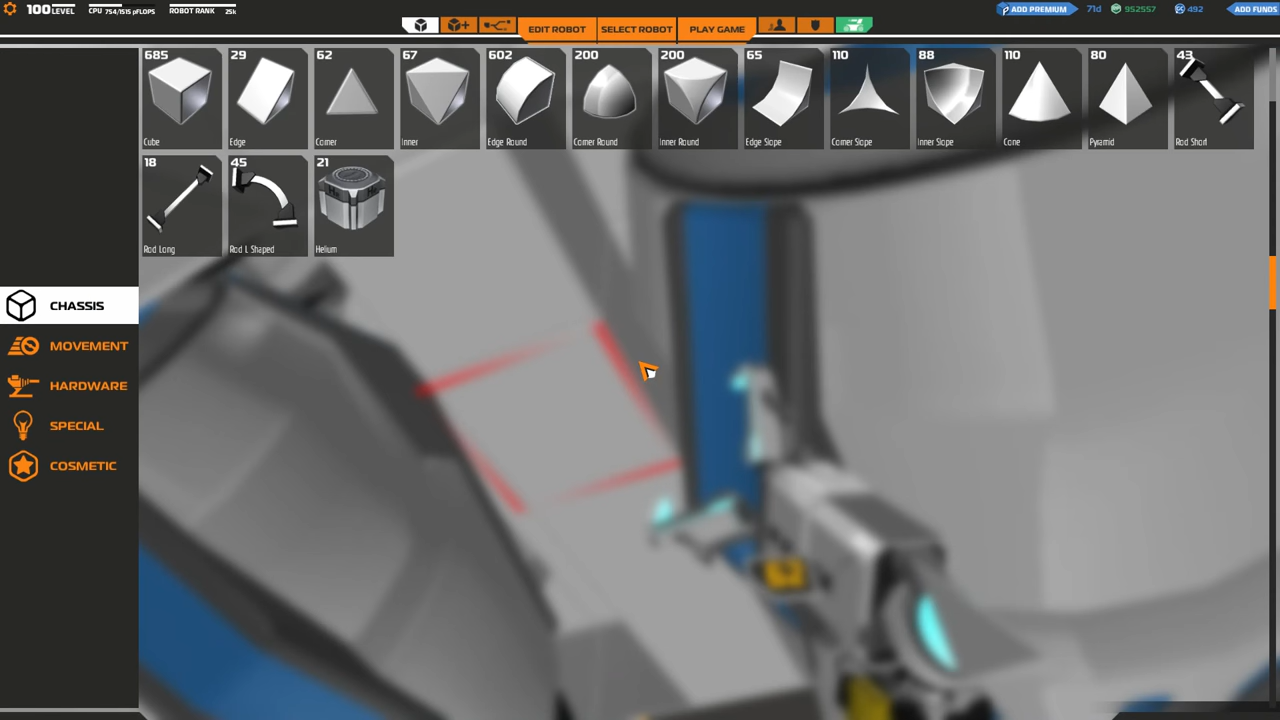 100 LEVEL
CPU 754/1515 pFLOPS
ROBOT RANK 25k
EDIT ROBOT
SELECT ROBOT
PLAY GAME
ADD PREMIUM
71d
952557
492
ADD FUNDS
685 Cube
29 Edge
62 Corner
67 Inner
602 Edge Round
200 Corner Round
200 Inner Round
65 Edge Slope
110 Corner Slope
88 Inner Slope
110 Cone
80 Pyramid
43 Rod Short
18 Rod Long
45 Rod L Shaped
21 Helium
CHASSIS
MOVEMENT
HARDWARE
SPECIAL
COSMETIC